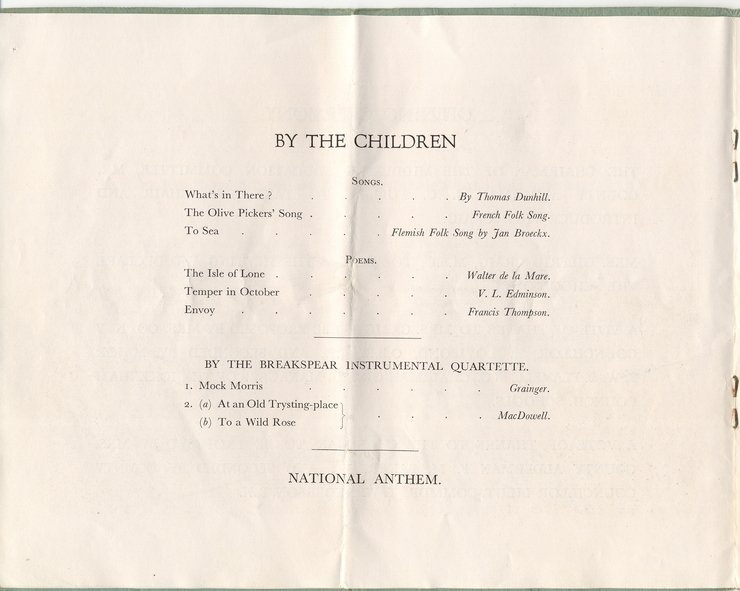 BY THE CHILDREN
SONGS.
What's in There ? . . . . . By Thomas Dunhill.
The Olive Pickers' Song . . . . . French Folk Song.
To Sea . . . . . Flemish Folk Song by Jan Broeckx.
POEMS.
The Isle of Lone . . . . . . Walter de la Mare.
Temper in October . . . . . V. L. Edminson.
Envoy . . . . . . . Francis Thompson.
BY THE BREAKSPEAR INSTRUMENTAL QUARTETTE.
1. Mock Morris . . . . . . Grainger.
2. (a) At an Old Trysting-place
(b) To a Wild Rose } . . . . MacDowell.
NATIONAL ANTHEM.